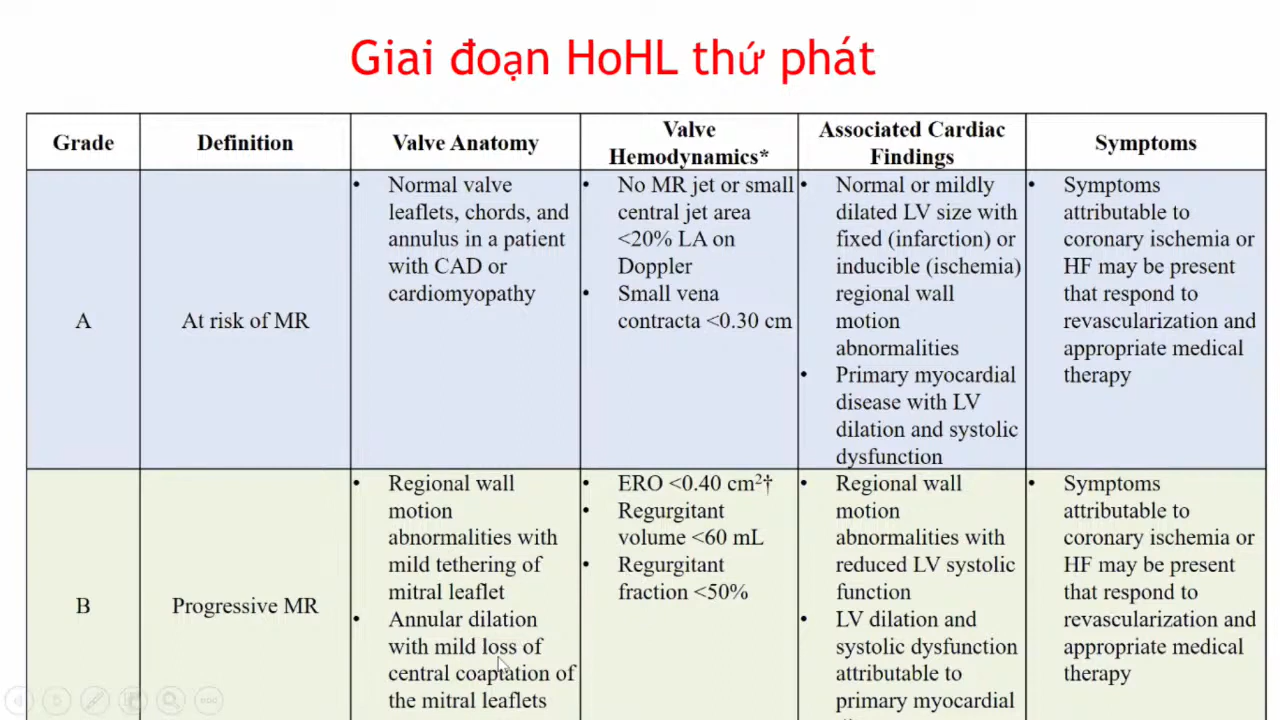 Giai đoạn HoHL thứ phát
Grade
Definition
Valve Anatomy
Valve
Hemodynamics*
Associated Cardiac
Findings
Symptoms
A
At risk of MR
• Normal valve
leaflets, chords, and
annulus in a patient
with CAD or
cardiomyopathy
• No MR jet or small
central jet area
<20% LA on
Doppler
• Small vena
contracta <0.30 cm
• Normal or mildly
dilated LV size with
fixed (infarction) or
inducible (ischemia)
regional wall
motion
abnormalities
• Primary myocardial
disease with LV
dilation and systolic
dysfunction
• Symptoms
attributable to
coronary ischemia or
HF may be present
that respond to
revascularization and
appropriate medical
therapy
B
Progressive MR
• Regional wall
motion
abnormalities with
mild tethering of
mitral leaflet
• Annular dilation
with mild loss of
central coaptation of
the mitral leaflets
• ERO <0.40 cm²†
• Regurgitant
volume <60 mL
• Regurgitant
fraction <50%
• Regional wall
motion
abnormalities with
reduced LV systolic
function
• LV dilation and
systolic dysfunction
attributable to
primary myocardial
• Symptoms
attributable to
coronary ischemia or
HF may be present
that respond to
revascularization and
appropriate medical
therapy